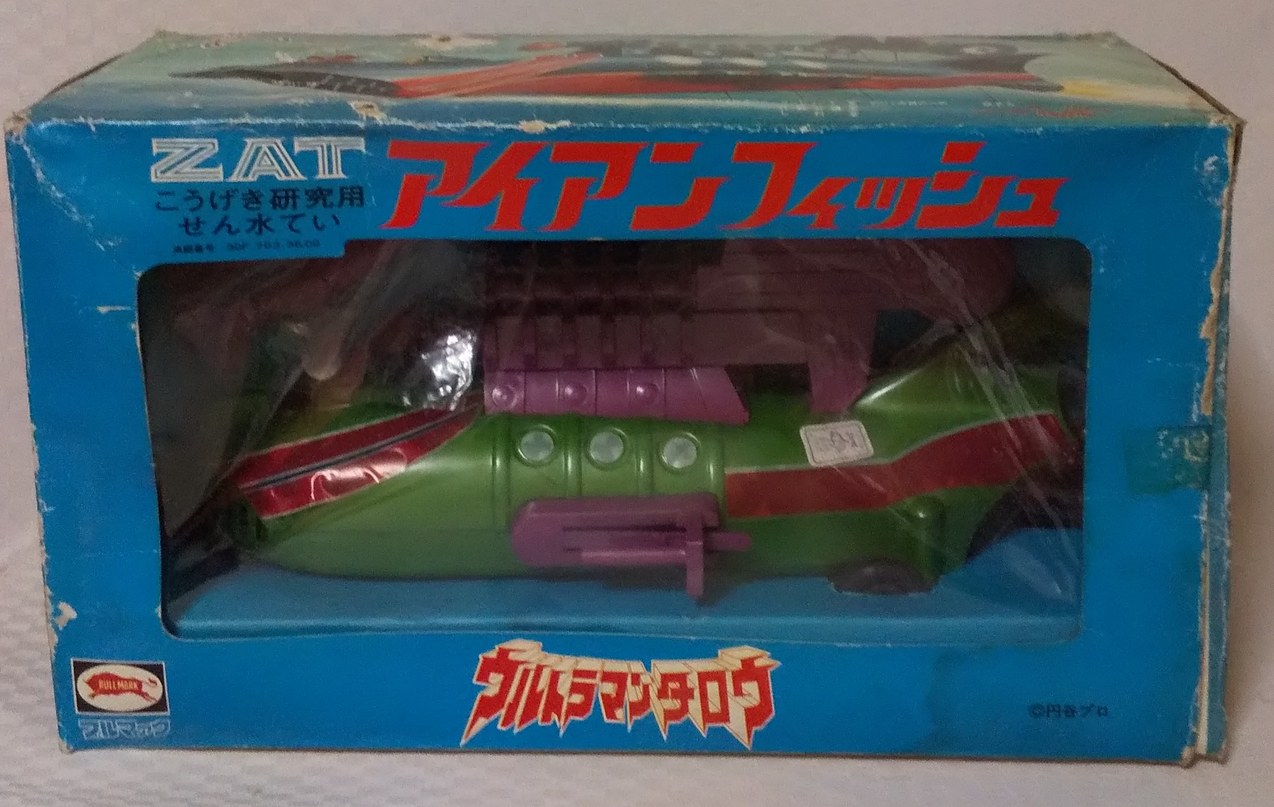 ZAT
アイアンフィッシュ
こうげき研究用
せん水てい
ウルトラマンタロウ
BULLMARK
ブルマァク
©円谷プロ